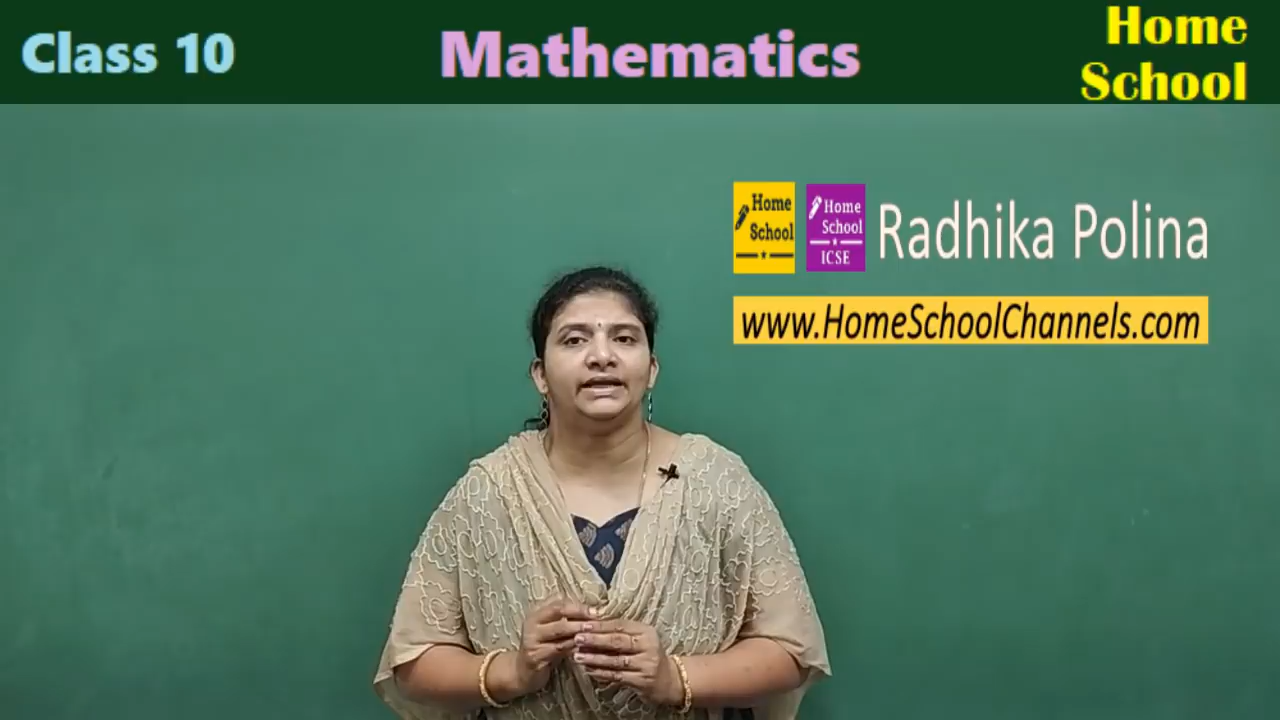 Class 10
Mathematics
Home
School
Home
School
Home
School
ICSE
Radhika Polina
www.HomeSchoolChannels.com